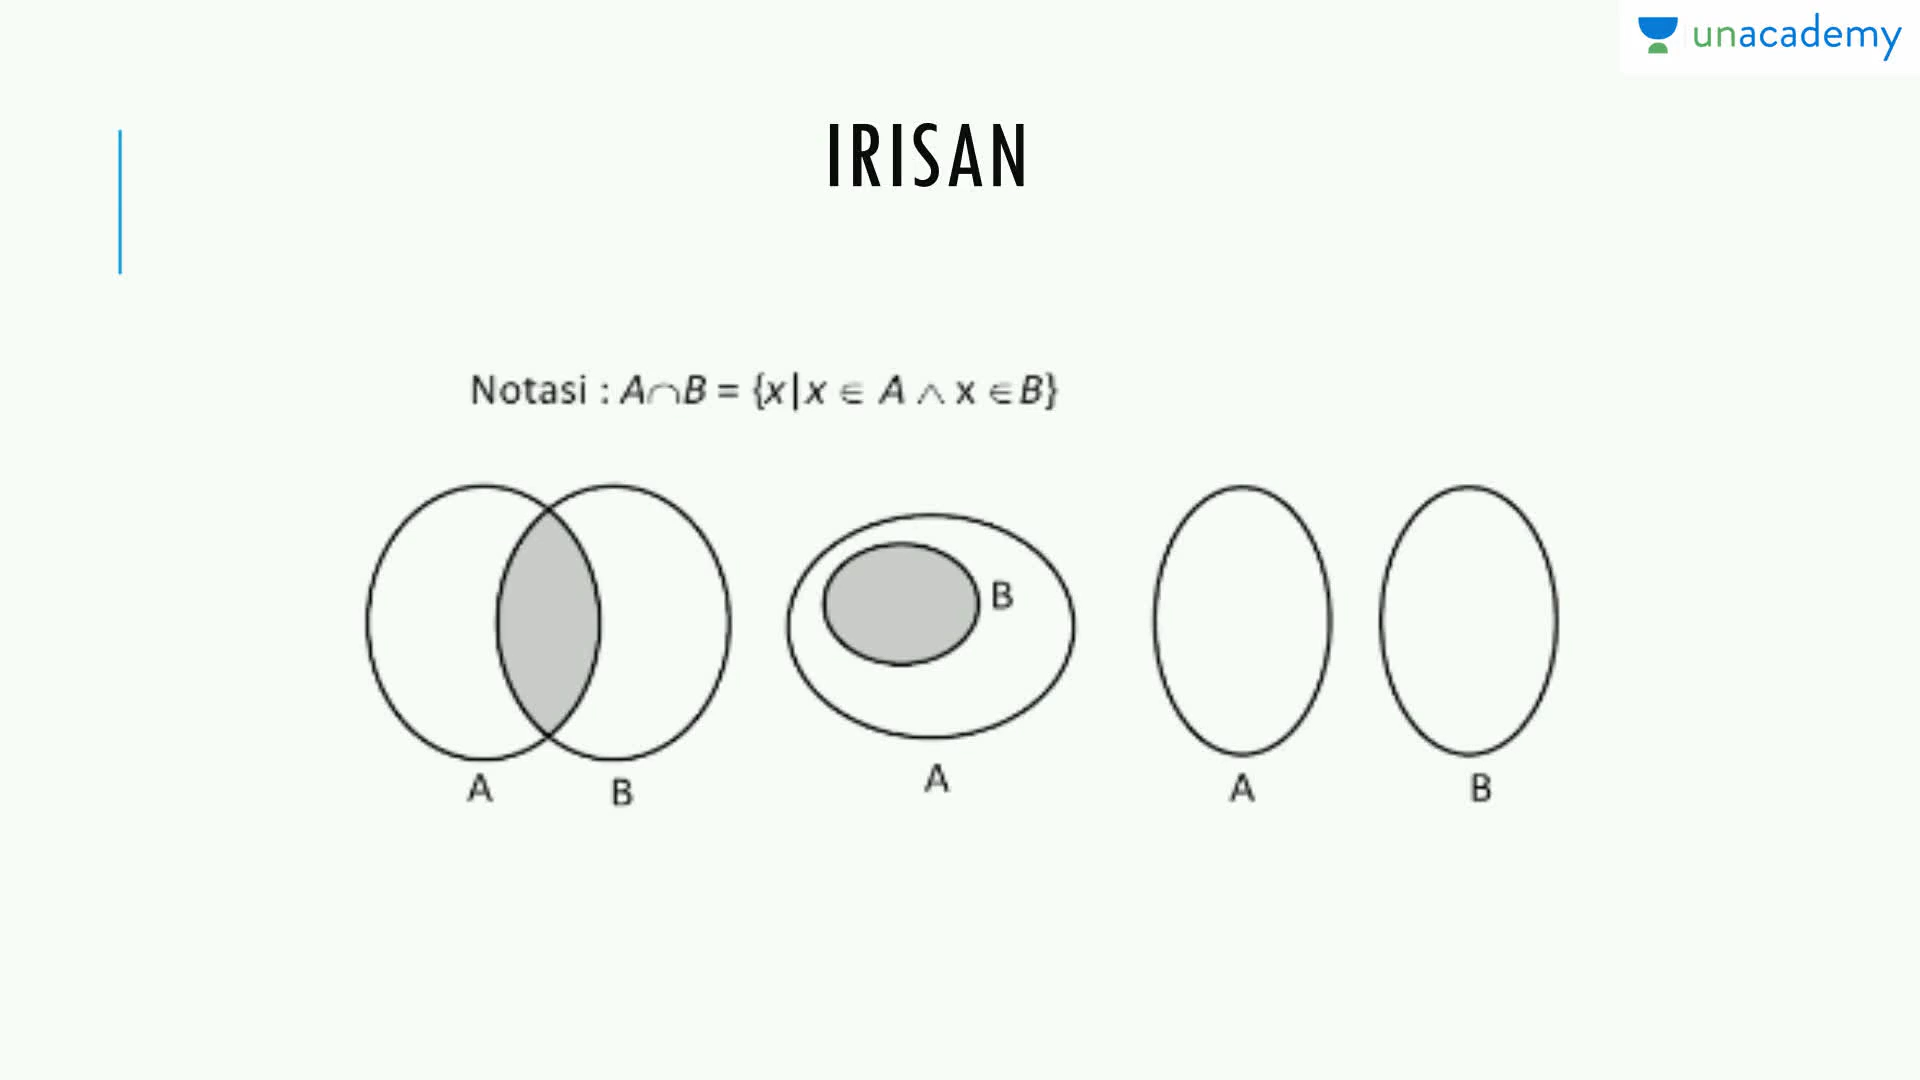 unacademy
IRISAN
Notasi : A∩B = {x|x ∈ A ∧ x ∈B}
B
A
B
A
A
B